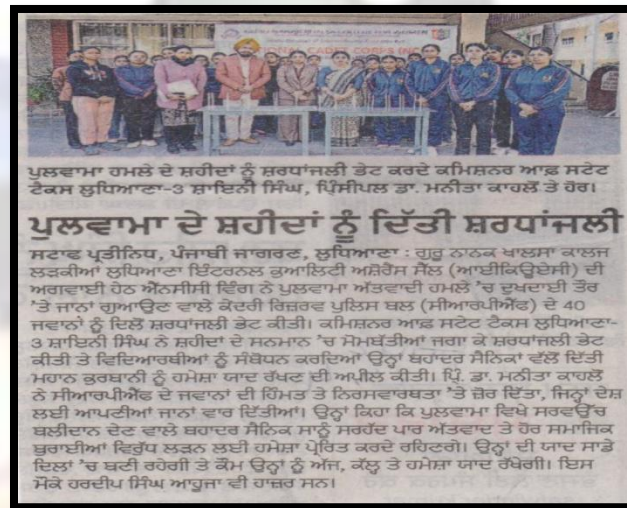 ਪੁਲਵਾਮਾ ਹਮਲੇ ਦੇ ਸ਼ਹੀਦਾਂ ਨੂੰ ਸ਼ਰਧਾਂਜਲੀ ਭੇਟ ਕਰਦੇ ਕਮਿਸ਼ਨਰ ਆਫ਼ ਸਟੇਟ
ਟੈਕਸ ਲੁਧਿਆਣਾ-3 ਸ਼ਾਇਨੀ ਸਿੰਘ, ਪ੍ਰਿੰਸੀਪਲ ਡਾ. ਮਨੀਤਾ ਕਾਹਲੋਂ ਤੇ ਹੋਰ।
ਪੁਲਵਾਮਾ ਦੇ ਸ਼ਹੀਦਾਂ ਨੂੰ ਦਿੱਤੀ ਸ਼ਰਧਾਂਜਲੀ
ਸਟਾਫ ਪ੍ਰਤੀਨਿਧ, ਪੰਜਾਬੀ ਜਾਗਰਣ, ਲੁਧਿਆਣਾ : ਗੁਰੂ ਨਾਨਕ ਖਾਲਸਾ ਕਾਲਜ
ਲੜਕੀਆਂ ਲੁਧਿਆਣਾ ਇੰਟਰਨਲ ਕੁਆਲਿਟੀ ਅਸ਼ੋਰੈਂਸ ਸੈੱਲ (ਆਈਕਿਊਏਸੀ) ਦੀ
ਅਗਵਾਈ ਹੇਠ ਐੱਨਸੀਸੀ ਵਿੰਗ ਨੇ ਪੁਲਵਾਮਾ ਅੱਤਵਾਦੀ ਹਮਲੇ 'ਚ ਦੁਖਦਾਈ ਤੌਰ
'ਤੇ ਜਾਨਾਂ ਗੁਆਉਣ ਵਾਲੇ ਕੇਂਦਰੀ ਰਿਜ਼ਰਵ ਪੁਲਿਸ ਬਲ (ਸੀਆਰਪੀਐੱਫ) ਦੇ 40
ਜਵਾਨਾਂ ਨੂੰ ਦਿਲੋਂ ਸ਼ਰਧਾਂਜਲੀ ਭੇਟ ਕੀਤੀ। ਕਮਿਸ਼ਨਰ ਆਫ ਸਟੇਟ ਟੈਕਸ ਲੁਧਿਆਣਾ-
3 ਸ਼ਾਇਨੀ ਸਿੰਘ ਨੇ ਸ਼ਹੀਦਾਂ ਦੇ ਸਨਮਾਨ 'ਚ ਮੋਮਬੱਤੀਆਂ ਜਗਾ ਕੇ ਸ਼ਰਧਾਂਜਲੀ ਭੇਟ
ਕੀਤੀ ਤੇ ਵਿਦਿਆਰਥੀਆਂ ਨੂੰ ਸੰਬੋਧਨ ਕਰਦਿਆਂ ਉਨ੍ਹਾਂ ਬਹਾਦਰ ਸੈਨਿਕਾਂ ਵੱਲੋਂ ਦਿੱਤੀ
ਮਹਾਨ ਕੁਰਬਾਨੀ ਨੂੰ ਹਮੇਸ਼ਾ ਯਾਦ ਰੱਖਣ ਦੀ ਅਪੀਲ ਕੀਤੀ। ਪ੍ਰਿੰ. ਡਾ. ਮਨੀਤਾ ਕਾਹਲੋਂ
ਨੇ ਸੀਆਰਪੀਐੱਫ ਦੇ ਜਵਾਨਾਂ ਦੀ ਹਿੰਮਤ ਤੇ ਨਿਰਸਵਾਰਥਤਾ 'ਤੇ ਜ਼ੋਰ ਦਿੱਤਾ, ਜਿਨ੍ਹਾਂ ਦੇਸ਼
ਲਈ ਆਪਣੀਆਂ ਜਾਨਾਂ ਵਾਰ ਦਿੱਤੀਆਂ। ਉਨ੍ਹਾਂ ਕਿਹਾ ਕਿ ਪੁਲਵਾਮਾ ਵਿਖੇ ਸਰਵਉੱਚ
ਬਲੀਦਾਨ ਦੇਣ ਵਾਲੇ ਬਹਾਦਰ ਸੈਨਿਕ ਸਾਨੂੰ ਸਰਹੱਦ ਪਾਰ ਅੱਤਵਾਦ ਤੇ ਹੋਰ ਸਮਾਜਿਕ
ਬੁਰਾਈਆਂ ਵਿਰੁੱਧ ਲੜਨ ਲਈ ਹਮੇਸ਼ਾ ਪ੍ਰੇਰਿਤ ਕਰਦੇ ਰਹਿਣਗੇ। ਉਨ੍ਹਾਂ ਦੀ ਯਾਦ ਸਾਡੇ
ਦਿਲਾਂ 'ਚ ਬਣੀ ਰਹੇਗੀ ਤੇ ਕੌਮ ਉਨ੍ਹਾਂ ਨੂੰ ਅੱਜ, ਕੱਲ੍ਹ ਤੇ ਹਮੇਸ਼ਾ ਯਾਦ ਰੱਖੇਗੀ। ਇਸ
ਮੌਕੇ ਹਰਦੀਪ ਸਿੰਘ ਆਹੂਜਾ ਵੀ ਹਾਜ਼ਰ ਸਨ।